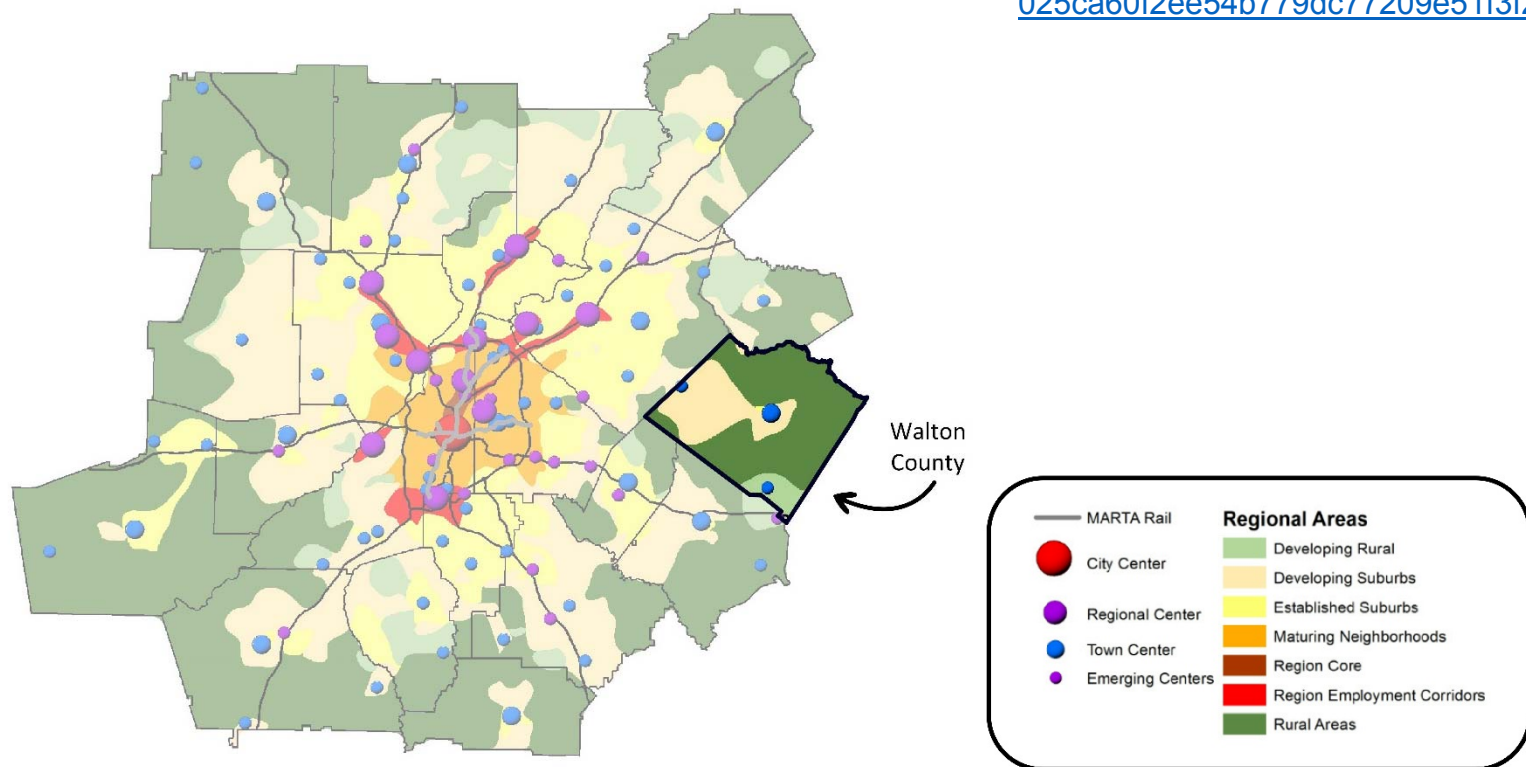 Walton
County
MARTA Rail
City Center
Regional Center
Town Center
Emerging Centers
Regional Areas
Developing Rural
Developing Suburbs
Established Suburbs
Maturing Neighborhoods
Region Core
Region Employment Corridors
Rural Areas